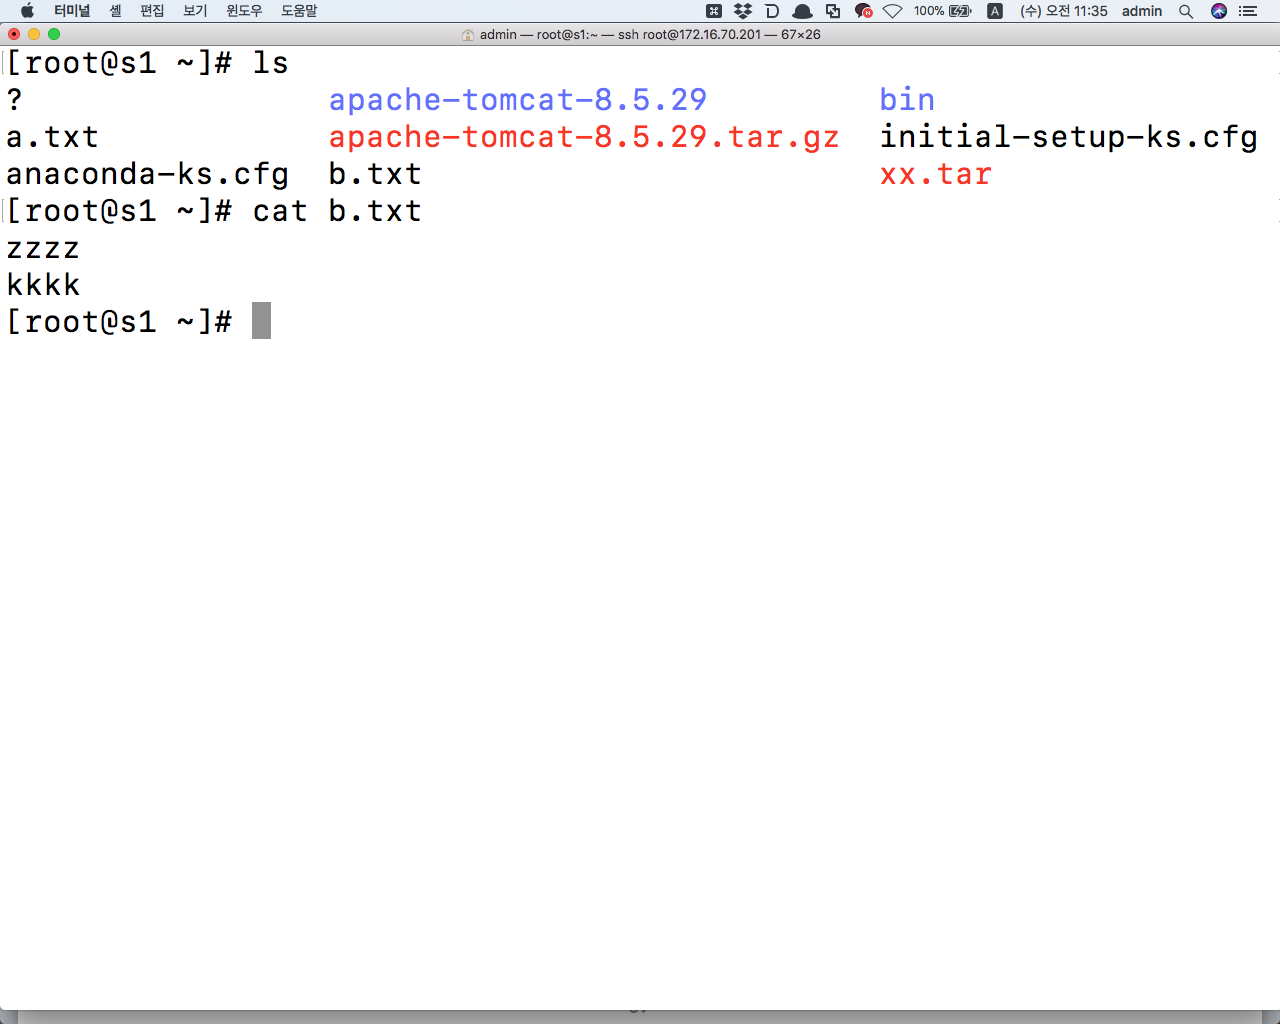 터미널 셸 편집 보기 윈도우 도움말 100% A (수) 오전 11:35 admin
admin — root@s1:~ — ssh root@172.16.70.201 — 67×26
[root@s1 ~]# ls
? apache-tomcat-8.5.29 bin
a.txt apache-tomcat-8.5.29.tar.gz initial-setup-ks.cfg
anaconda-ks.cfg b.txt xx.tar
[root@s1 ~]# cat b.txt
zzzz
kkkk
[root@s1 ~]#